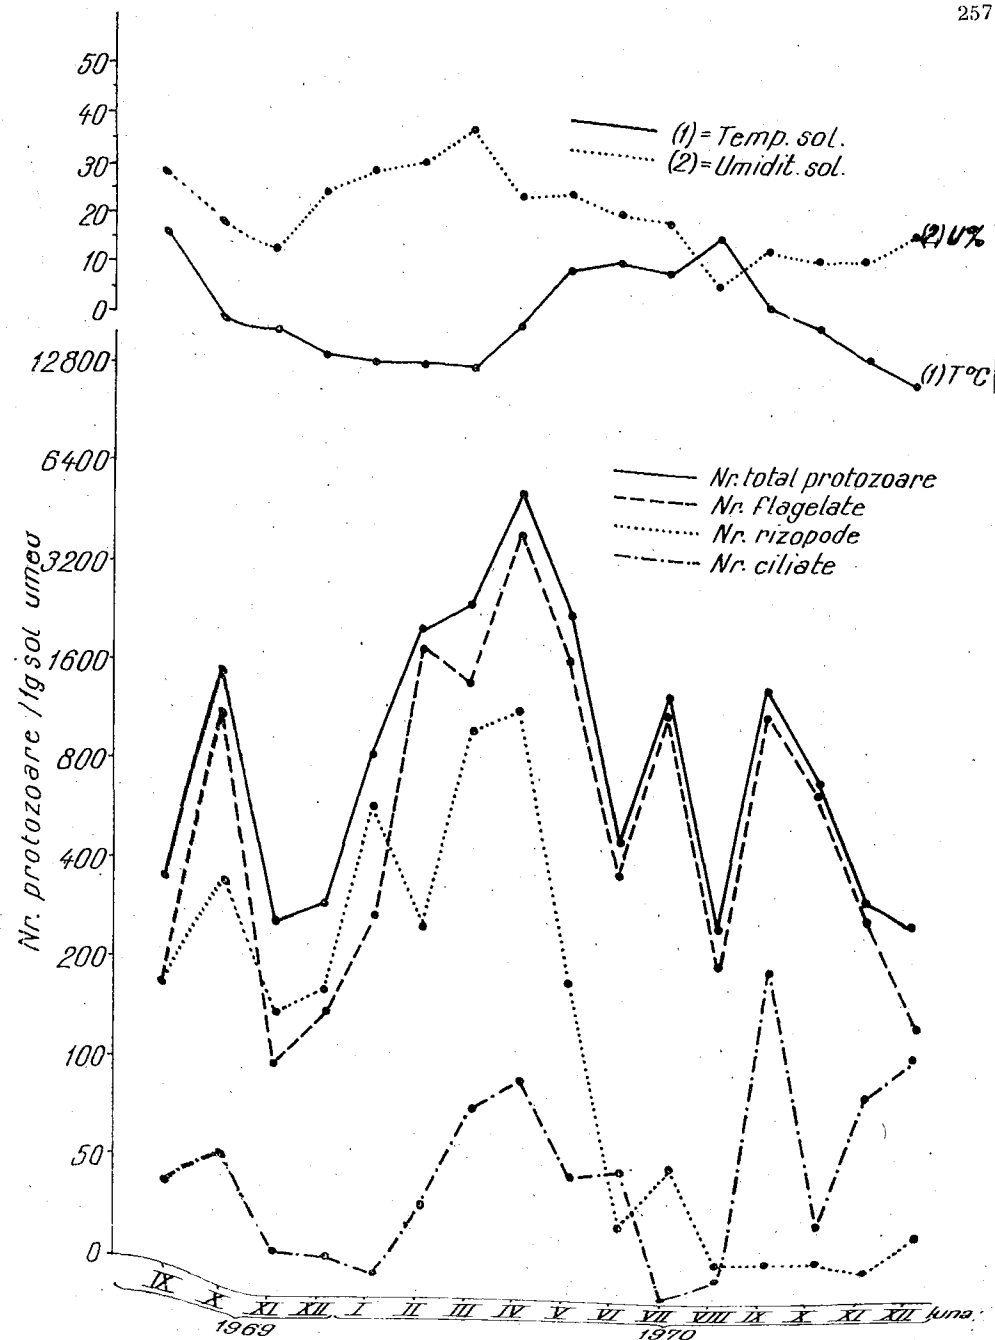 257
50
40
30
20
10
0
(1) = Temp. sol.
(2) = Umidit. sol.
(2) U%
(1) T°C
12800
6400
3200
1600
800
400
200
100
50
0
Nr. protozoare / 1g sol umed
Nr. total protozoare
Nr. flagelate
Nr. rizopode
Nr. ciliate
IX X XI XII I II III IV V VI VII VIII IX X XI XII luna
1969 1970